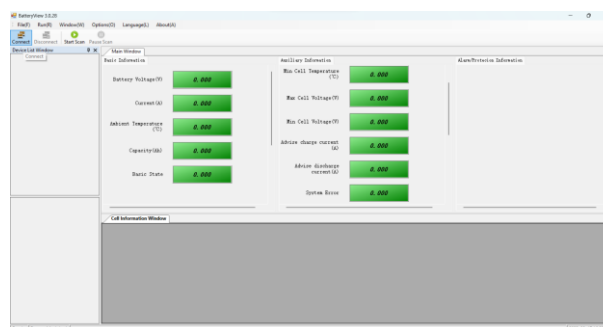 BatteryView 3.0.28
File(F) Run(R) Window(W) Options(O) Language(L) About(A)
Connect Disconnect Start Scan Pause Scan
Device List Window
Connect
Main Window
Basic Information
Battery Voltage(V) 0.000
Current(A) 0.000
Ambient Temperature (℃) 0.000
Capacity(Ah) 0.000
Basic State 0.000
Auxiliary Information
Min Cell Temperature (℃) 0.000
Max Cell Voltage(V) 0.000
Min Cell Voltage(V) 0.000
Advise charge current (A) 0.000
Advise discharge current(A) 0.000
System Error 0.000
Alarm/Protection Information
Cell Information Window